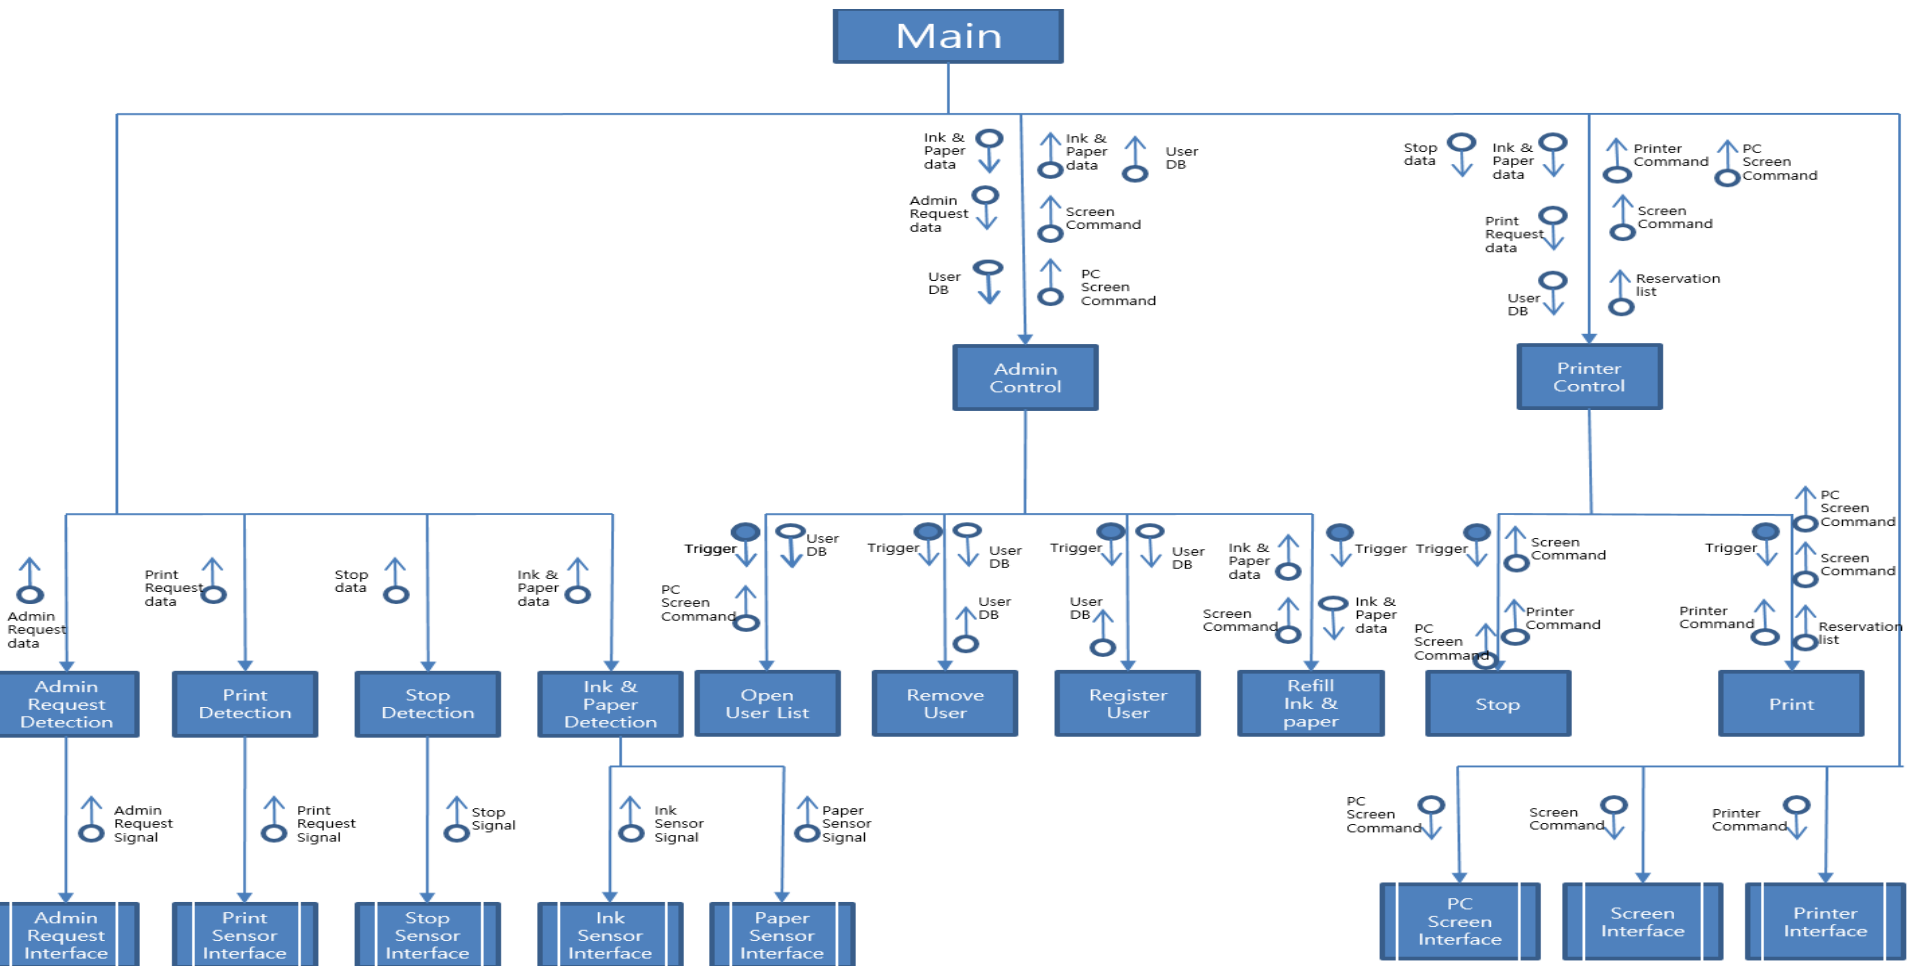 Main
Ink &
Paper
data
Ink &
Paper
data
User
DB
Admin
Request
data
Screen
Command
User
DB
PC
Screen
Command
Stop
data
Ink &
Paper
data
Printer
Command
PC
Screen
Command
Print
Request
data
Screen
Command
User
DB
Reservation
list
Admin
Control
Printer
Control
Admin
Request
data
Print
Request
data
Stop
data
Ink &
Paper
data
Trigger
User
DB
PC
Screen
Command
Trigger
User
DB
User
DB
Trigger
User
DB
User
DB
Ink &
Paper
data
Trigger
Screen
Command
Ink &
Paper
data
Trigger
Screen
Command
Printer
Command
PC
Screen
Command
Trigger
PC
Screen
Command
Screen
Command
Printer
Command
Reservation
list
Admin
Request
Detection
Print
Detection
Stop
Detection
Ink &
Paper
Detection
Open
User List
Remove
User
Register
User
Refill
Ink &
paper
Stop
Print
Admin
Request
Signal
Print
Request
Signal
Stop
Signal
Ink
Sensor
Signal
Paper
Sensor
Signal
PC
Screen
Command
Screen
Command
Printer
Command
Admin
Request
Interface
Print
Sensor
Interface
Stop
Sensor
Interface
Ink
Sensor
Interface
Paper
Sensor
Interface
PC
Screen
Interface
Screen
Interface
Printer
Interface